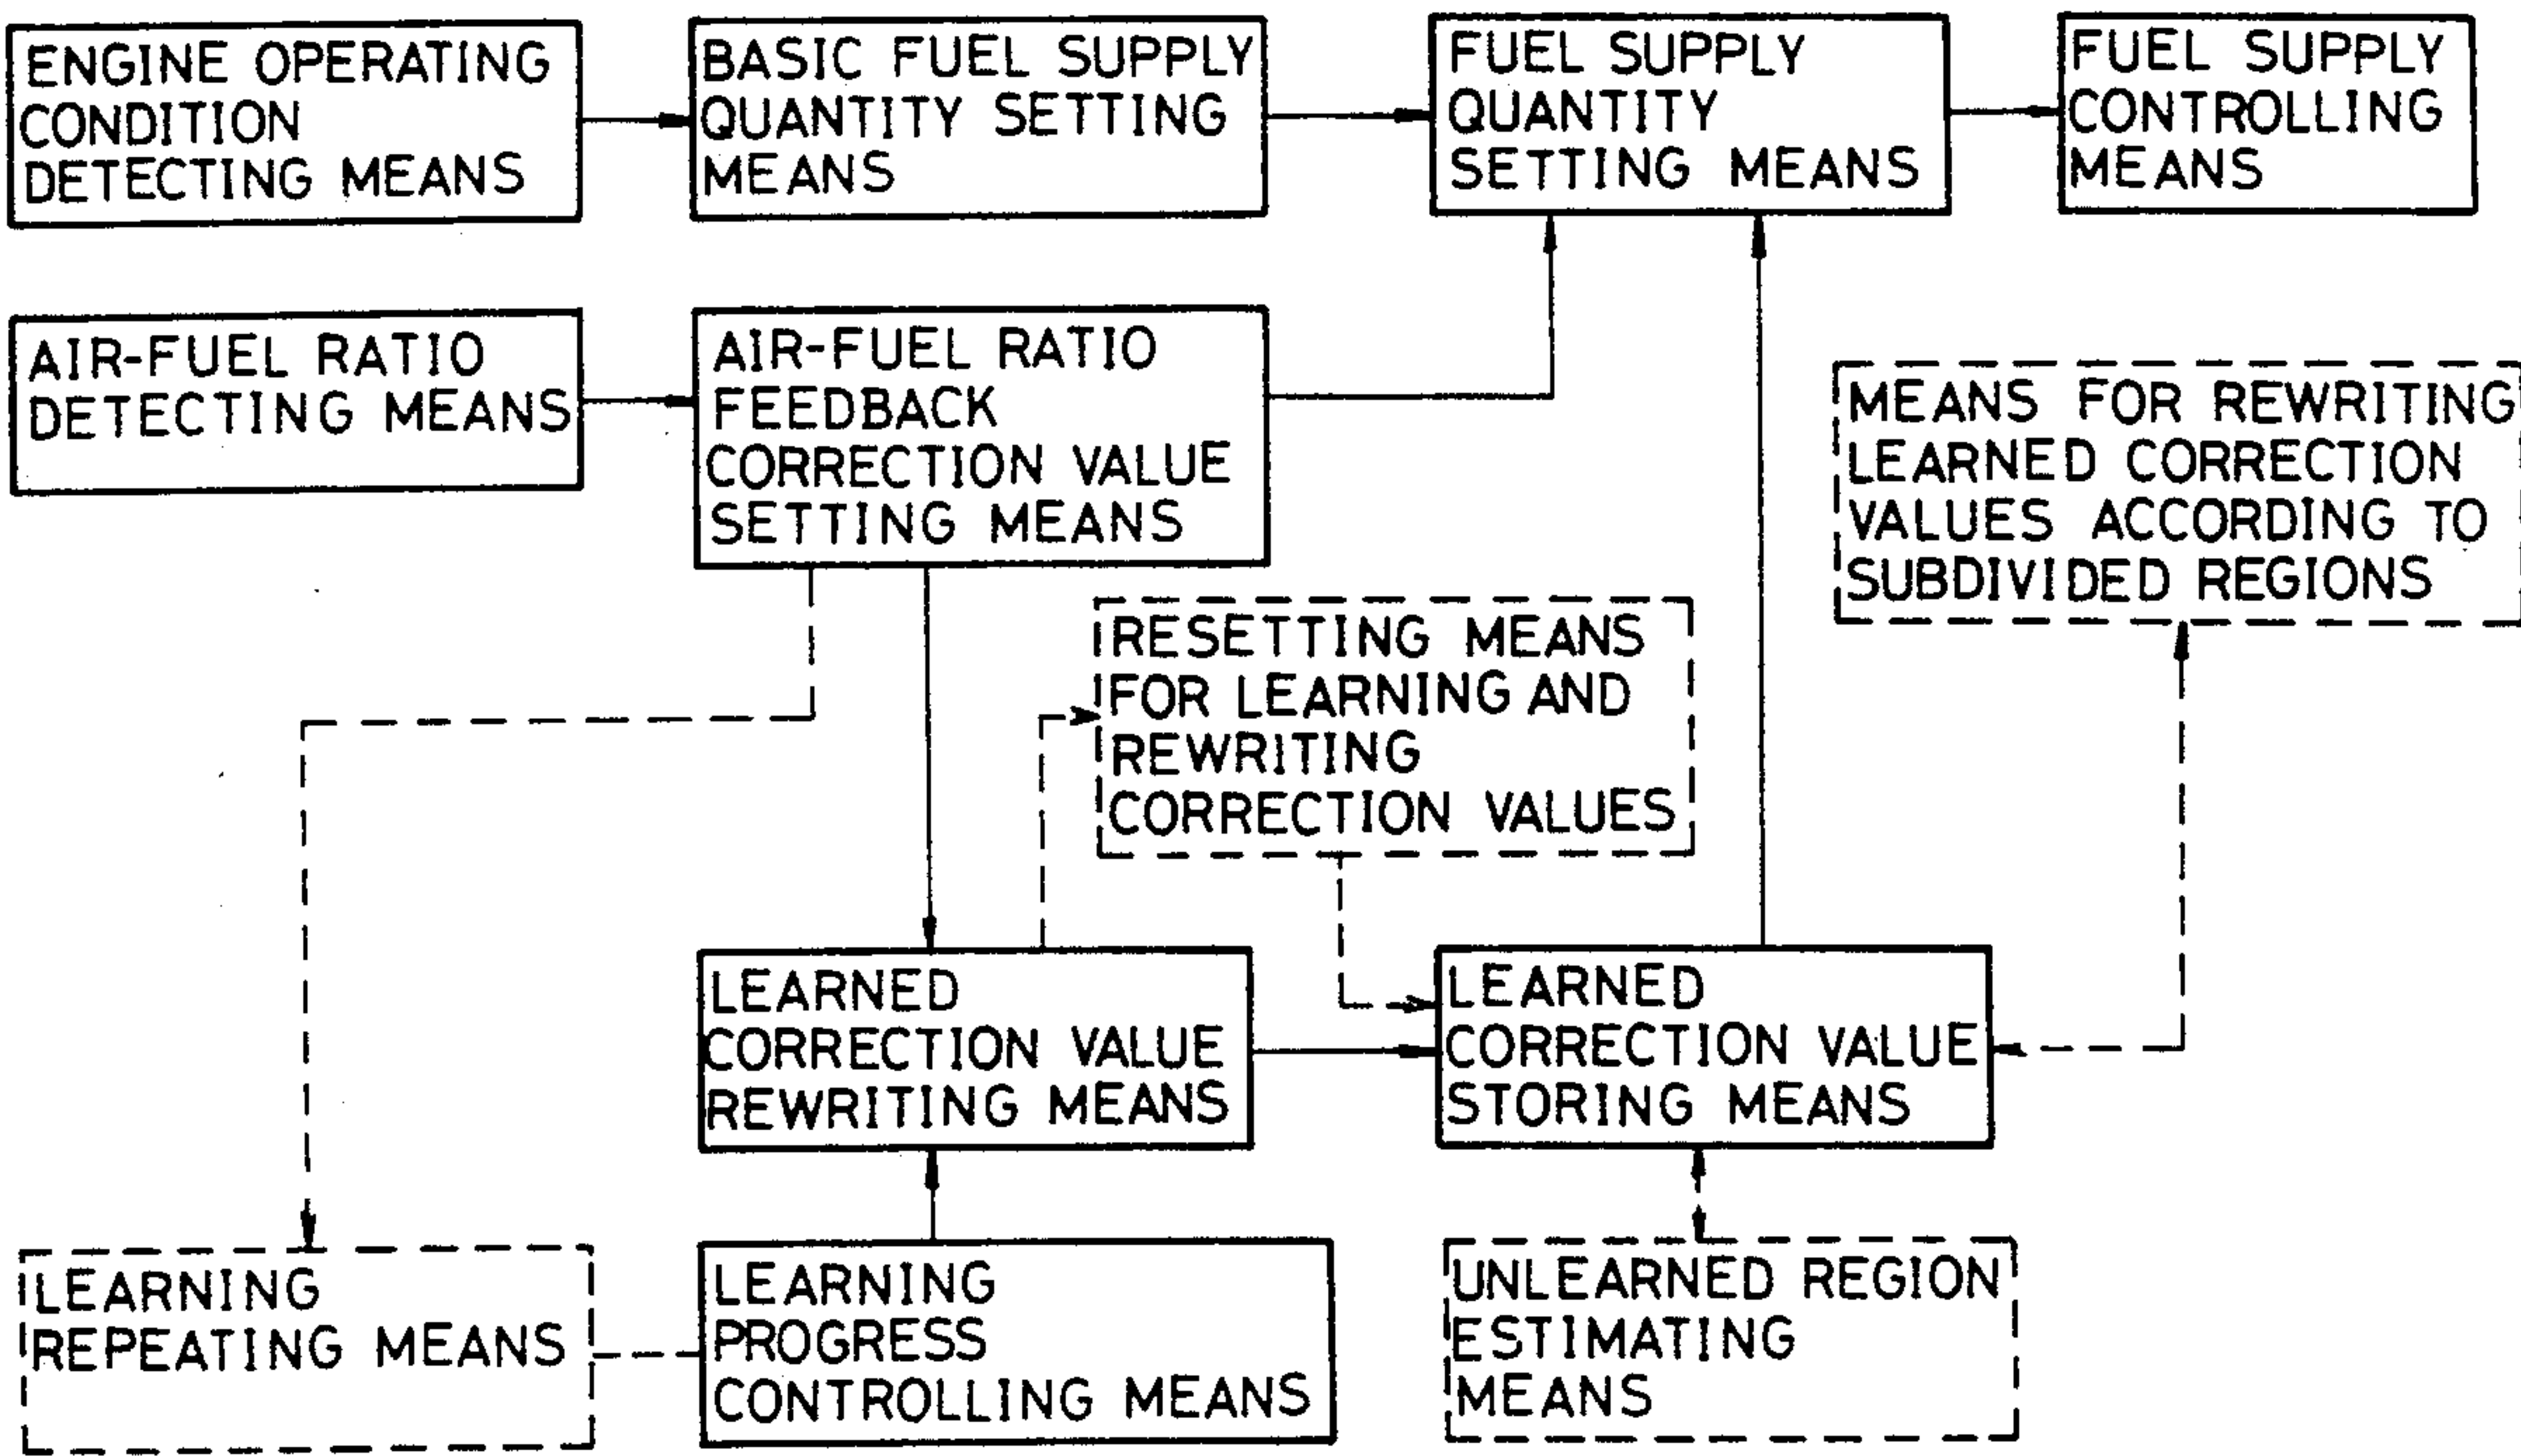 ENGINE OPERATING
CONDITION
DETECTING MEANS
BASIC FUEL SUPPLY
QUANTITY SETTING
MEANS
FUEL SUPPLY
QUANTITY
SETTING MEANS
FUEL SUPPLY
CONTROLLING
MEANS
AIR-FUEL RATIO
DETECTING MEANS
AIR-FUEL RATIO
FEEDBACK
CORRECTION VALUE
SETTING MEANS
MEANS FOR REWRITING
LEARNED CORRECTION
VALUES ACCORDING TO
SUBDIVIDED REGIONS
RESETTING MEANS
FOR LEARNING AND
REWRITING
CORRECTION VALUES
LEARNED
CORRECTION VALUE
REWRITING MEANS
LEARNED
CORRECTION VALUE
STORING MEANS
LEARNING
REPEATING MEANS
LEARNING
PROGRESS
CONTROLLING MEANS
UNLEARNED REGION
ESTIMATING
MEANS